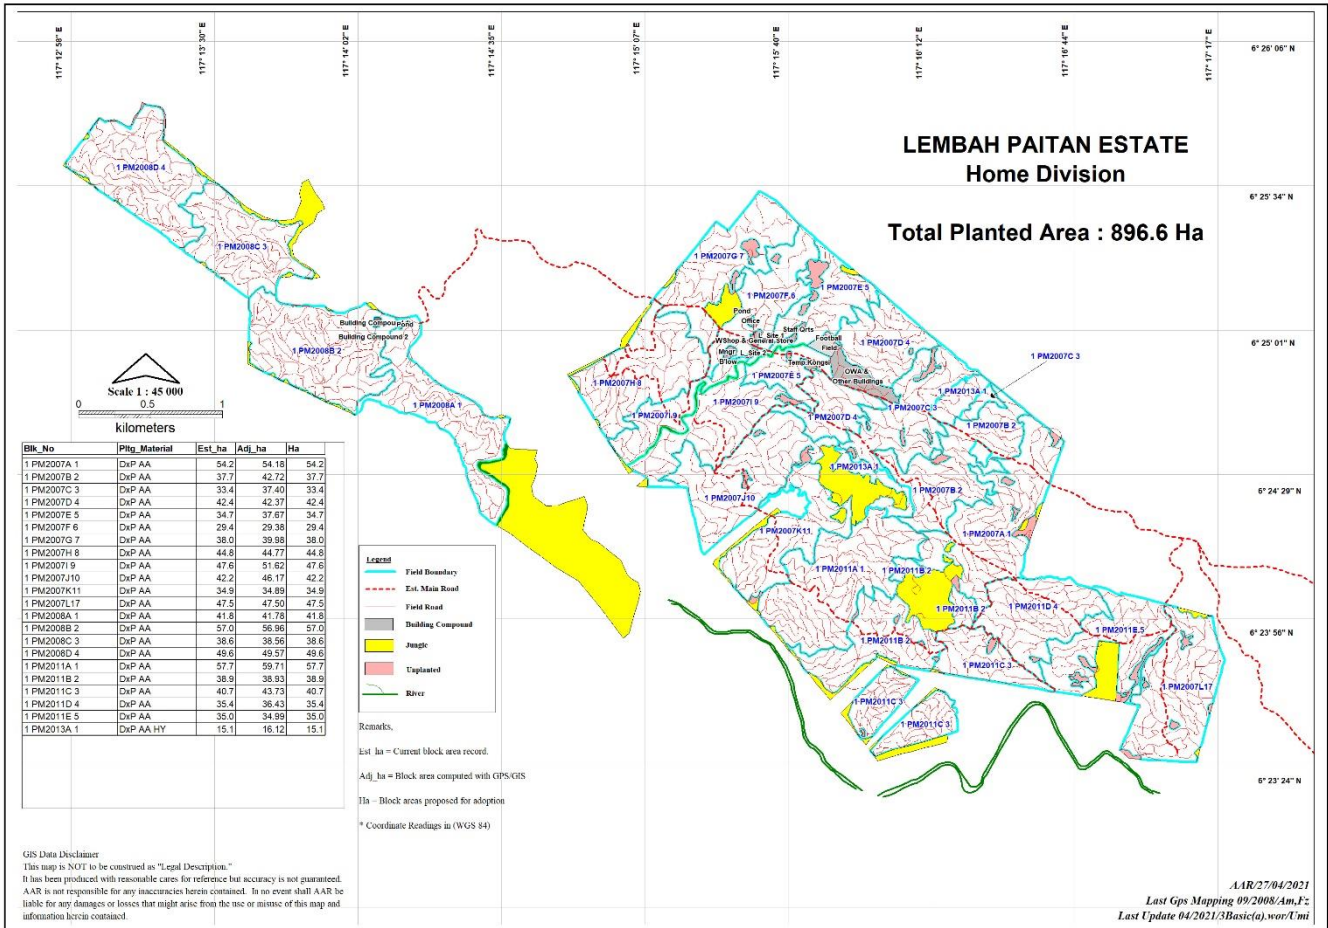 117° 12' 58" E
117° 13' 30" E
117° 14' 02" E
117° 14' 35" E
117° 15' 07" E
117° 15' 40" E
117° 16' 12" E
117° 16' 44" E
117° 17' 17" E
6° 26' 06" N
LEMBAH PAITAN ESTATE
Home Division
Total Planted Area : 896.6 Ha
6° 25' 34" N
6° 25' 01" N
6° 24' 29" N
6° 23' 56" N
6° 23' 24" N
1 PM2008D 4
1 PM2008C 3
1 PM2008B 2
Building Compound
Pond
Building Compound 2
1 PM2008A 1
1 PM2007G 7
1 PM2007F 6
1 PM2007E 5
Pond
Office
L_Site 1
Staff Qrts
WShop & General Store
Football
Field
1 PM2007D 4
1 PM2007C 3
Mngr
B'low
L_Site 2
Temp.Kongsi
OWA &
Other Buildings
1 PM2007H 8
1 PM2007E 5
1 PM2013A 1
1 PM2007I 9
1 PM2007I 9
1 PM2007D 4
1 PM2007C 3
1 PM2007B 2
1 PM2013A 1
1 PM2007B 2
1 PM2007J10
1 PM2007K11
1 PM2007A 1
1 PM2011A 1
1 PM2011B 2
1 PM2011B 2
1 PM2011D 4
1 PM2011B 2
1 PM2011E 5
1 PM2011C 3
1 PM2007L17
1 PM2011C 3
1 PM2011C 3
Scale 1 : 45 000
0 0.5 1
kilometers
Blk_No Pltg_Material Est_ha Adj_ha Ha
1 PM2007A 1 DxP AA 54.2 54.18 54.2
1 PM2007B 2 DxP AA 37.7 42.72 37.7
1 PM2007C 3 DxP AA 33.4 37.40 33.4
1 PM2007D 4 DxP AA 42.4 42.37 42.4
1 PM2007E 5 DxP AA 34.7 37.67 34.7
1 PM2007F 6 DxP AA 29.4 29.38 29.4
1 PM2007G 7 DxP AA 38.0 39.98 38.0
1 PM2007H 8 DxP AA 44.8 44.77 44.8
1 PM2007I 9 DxP AA 47.6 51.62 47.6
1 PM2007J10 DxP AA 42.2 46.17 42.2
1 PM2007K11 DxP AA 34.9 34.89 34.9
1 PM2007L17 DxP AA 47.5 47.50 47.5
1 PM2008A 1 DxP AA 41.8 41.78 41.8
1 PM2008B 2 DxP AA 57.0 56.96 57.0
1 PM2008C 3 DxP AA 38.6 38.56 38.6
1 PM2008D 4 DxP AA 49.6 49.57 49.6
1 PM2011A 1 DxP AA 57.7 59.71 57.7
1 PM2011B 2 DxP AA 38.9 38.93 38.9
1 PM2011C 3 DxP AA 40.7 43.73 40.7
1 PM2011D 4 DxP AA 35.4 36.43 35.4
1 PM2011E 5 DxP AA 35.0 34.99 35.0
1 PM2013A 1 DxP AA HY 15.1 16.12 15.1
Legend
Field Boundary
Est. Main Road
Field Road
Building Compound
Jungle
Unplanted
River
Remarks,
Est_ha = Current block area record.
Adj_ha = Block area computed with GPS/GIS
Ha = Block areas proposed for adoption
* Coordinate Readings in (WGS 84)
GIS Data Disclaimer
This map is NOT to be construed as "Legal Description."
It has been produced with reasonable cares for reference but accuracy is not guaranteed.
AAR is not responsible for any inaccuracies herein contained. In no event shall AAR be
liable for any damages or losses that might arise from the use or misuse of this map and
information herein contained.
AAR/27/04/2021
Last Gps Mapping 09/2008/Am,Fz
Last Update 04/2021/3Basic(a).wor/Umi